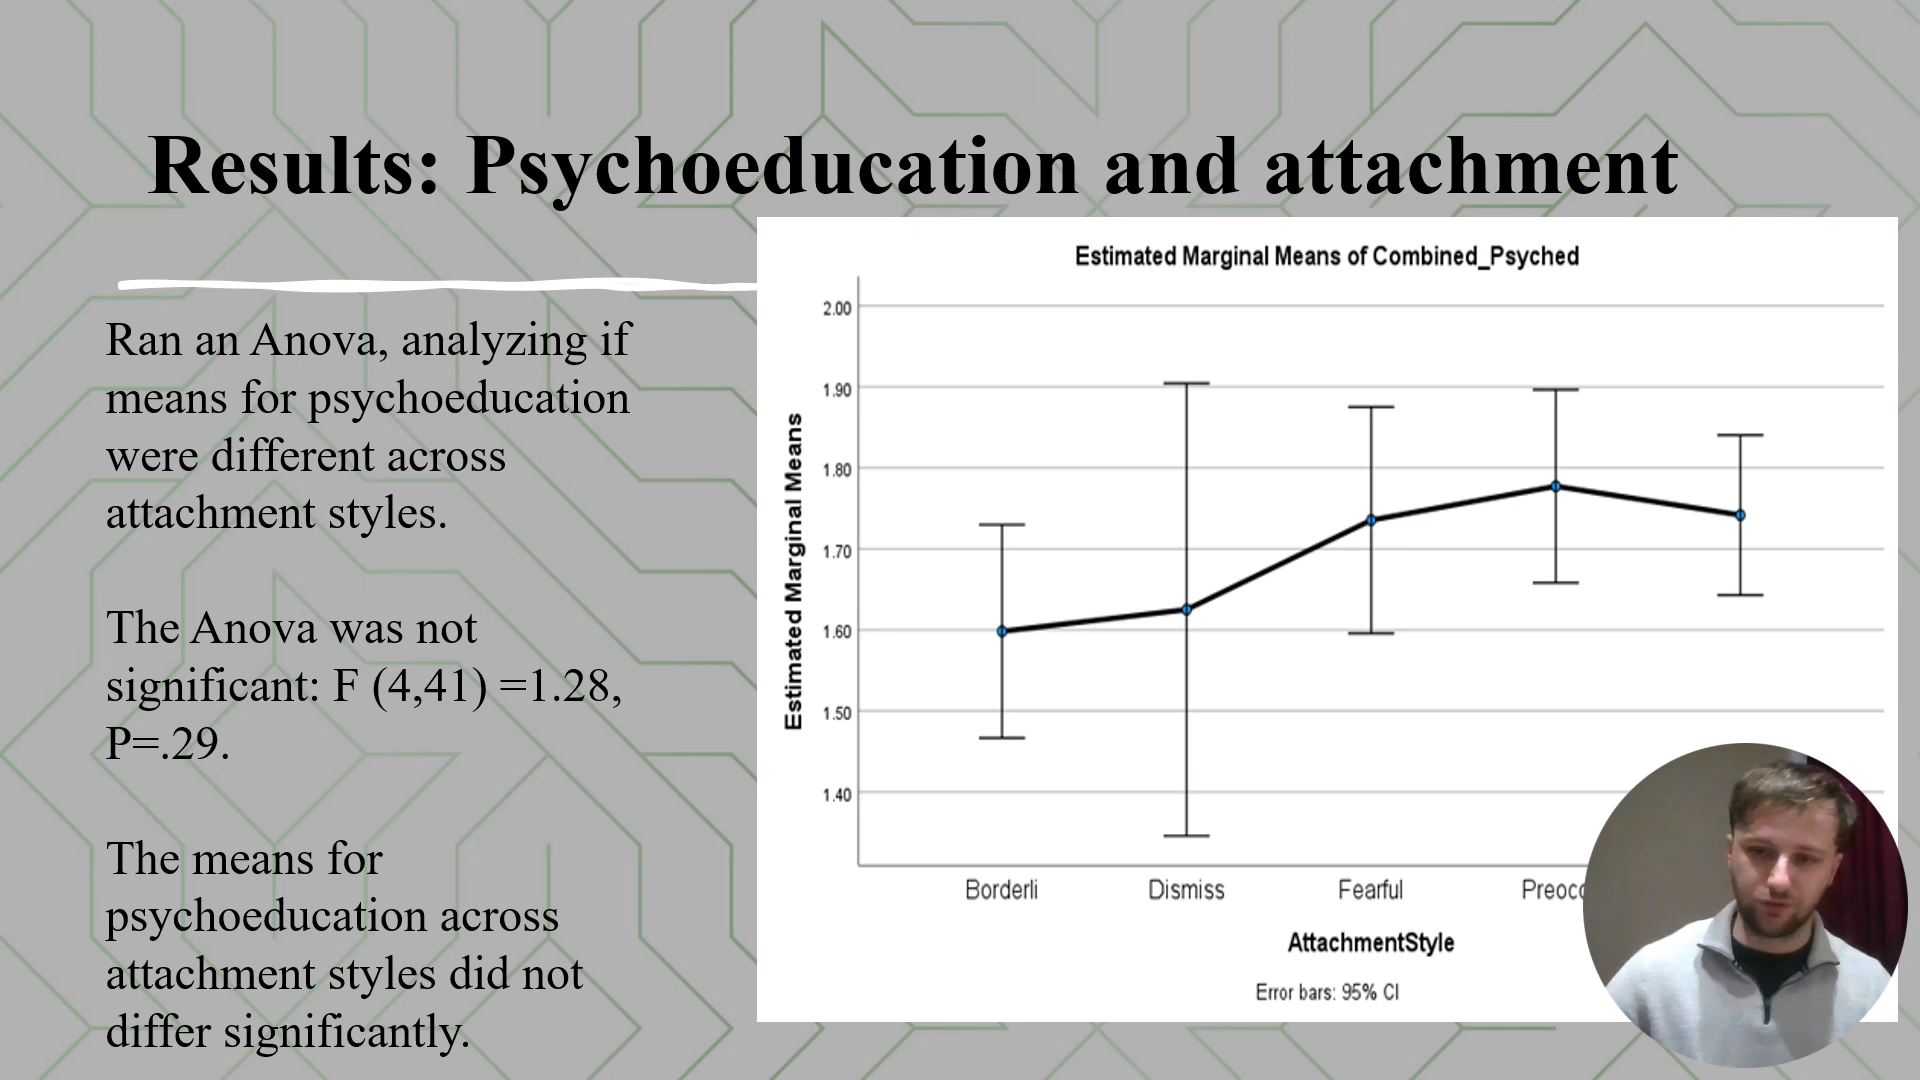 Results: Psychoeducation and attachment
Ran an Anova, analyzing if
means for psychoeducation
were different across
attachment styles.
The Anova was not
significant: F (4,41) =1.28,
P=.29.
The means for
psychoeducation across
attachment styles did not
differ significantly.
Estimated Marginal Means of Combined_Psyched
Estimated Marginal Means
2.00
1.90
1.80
1.70
1.60
1.50
1.40
Borderli
Dismiss
Fearful
AttachmentStyle
Error bars: 95% CI